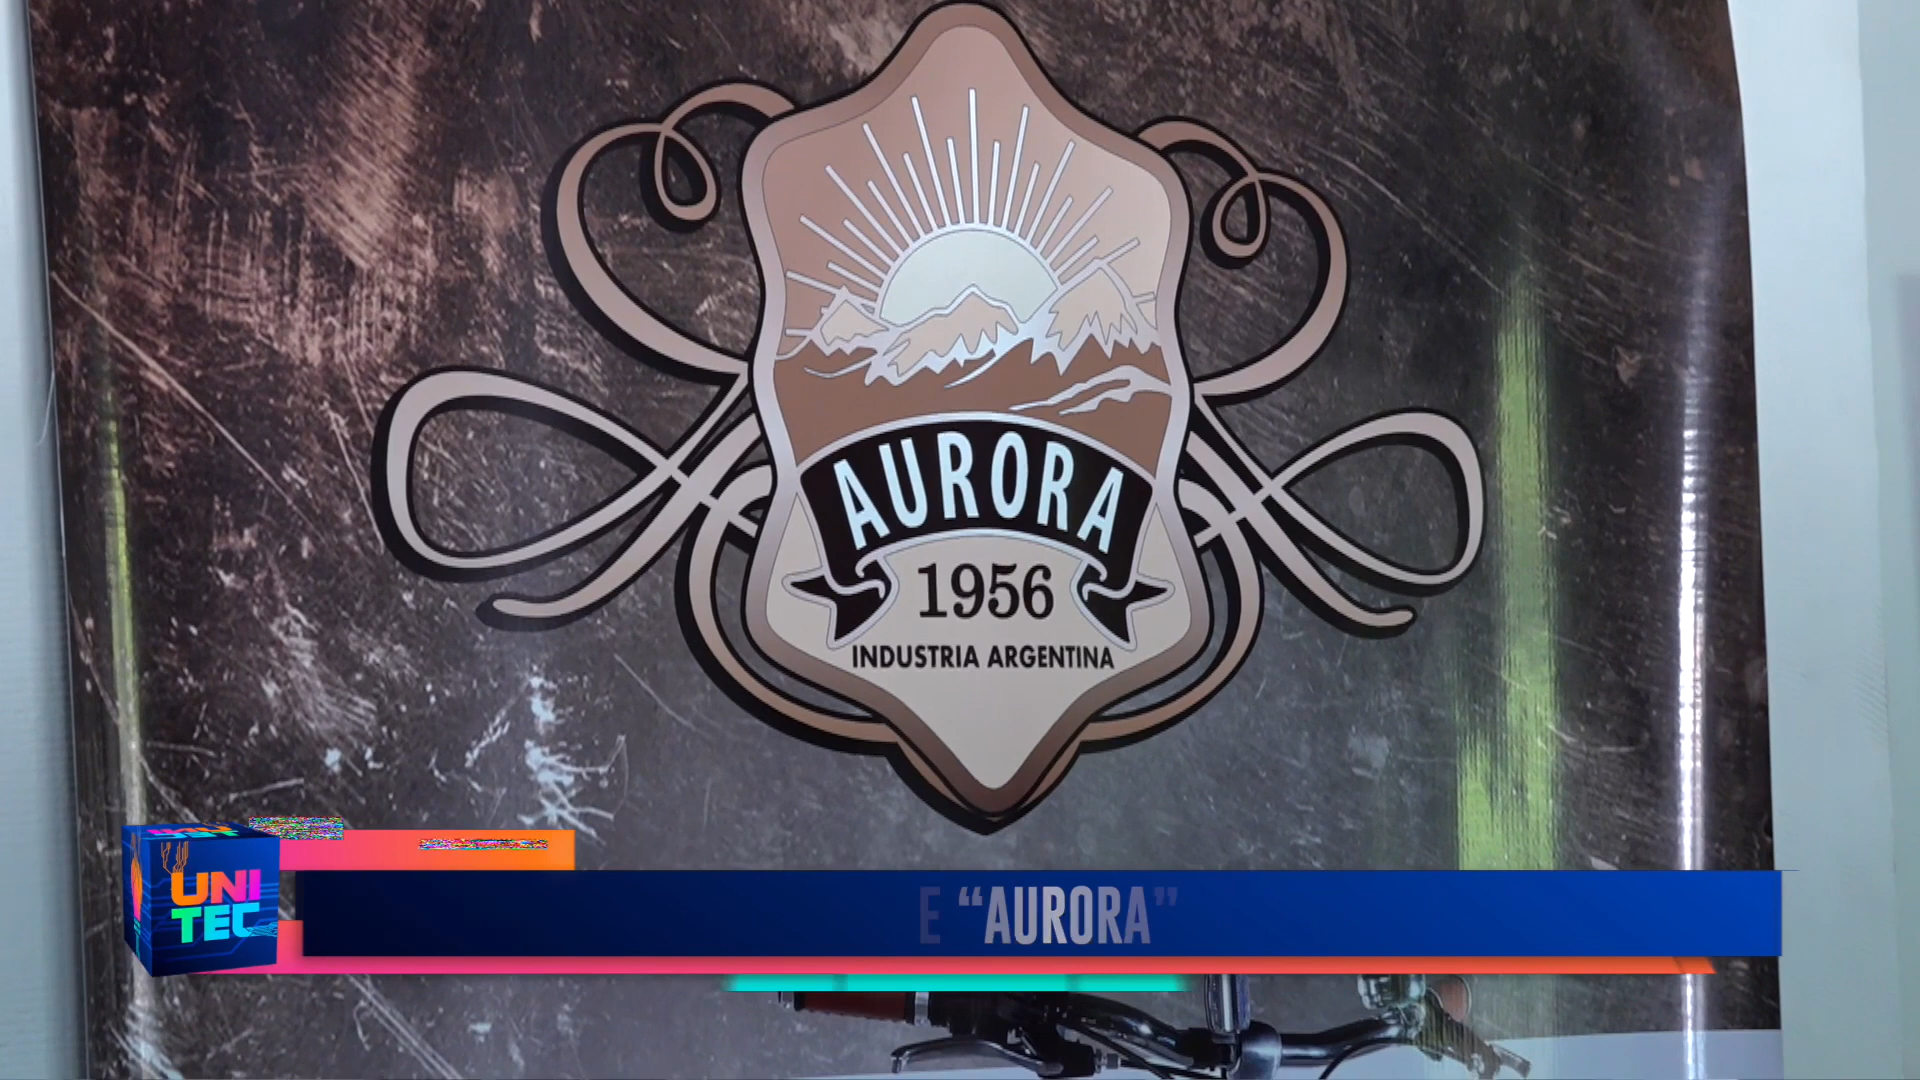 AURORA
1956
INDUSTRIA ARGENTINA
UNI
TEC
E “AURORA”